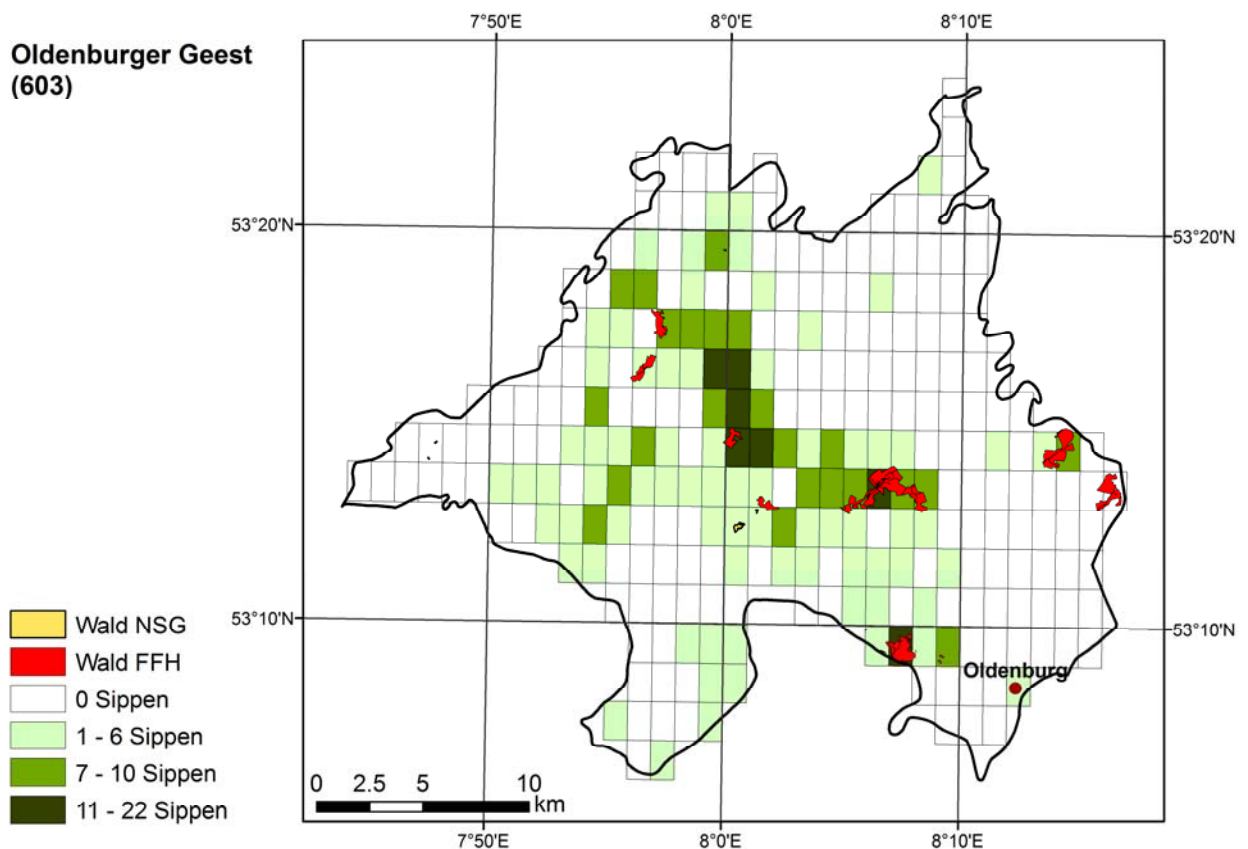 7°50'E 8°0'E 8°10'E
Oldenburger Geest
(603)
53°20'N 53°20'N
53°10'N 53°10'N
Oldenburg
Wald NSG
Wald FFH
0 Sippen
1 - 6 Sippen
7 - 10 Sippen
11 - 22 Sippen
0 2.5 5 10
km
7°50'E 8°0'E 8°10'E